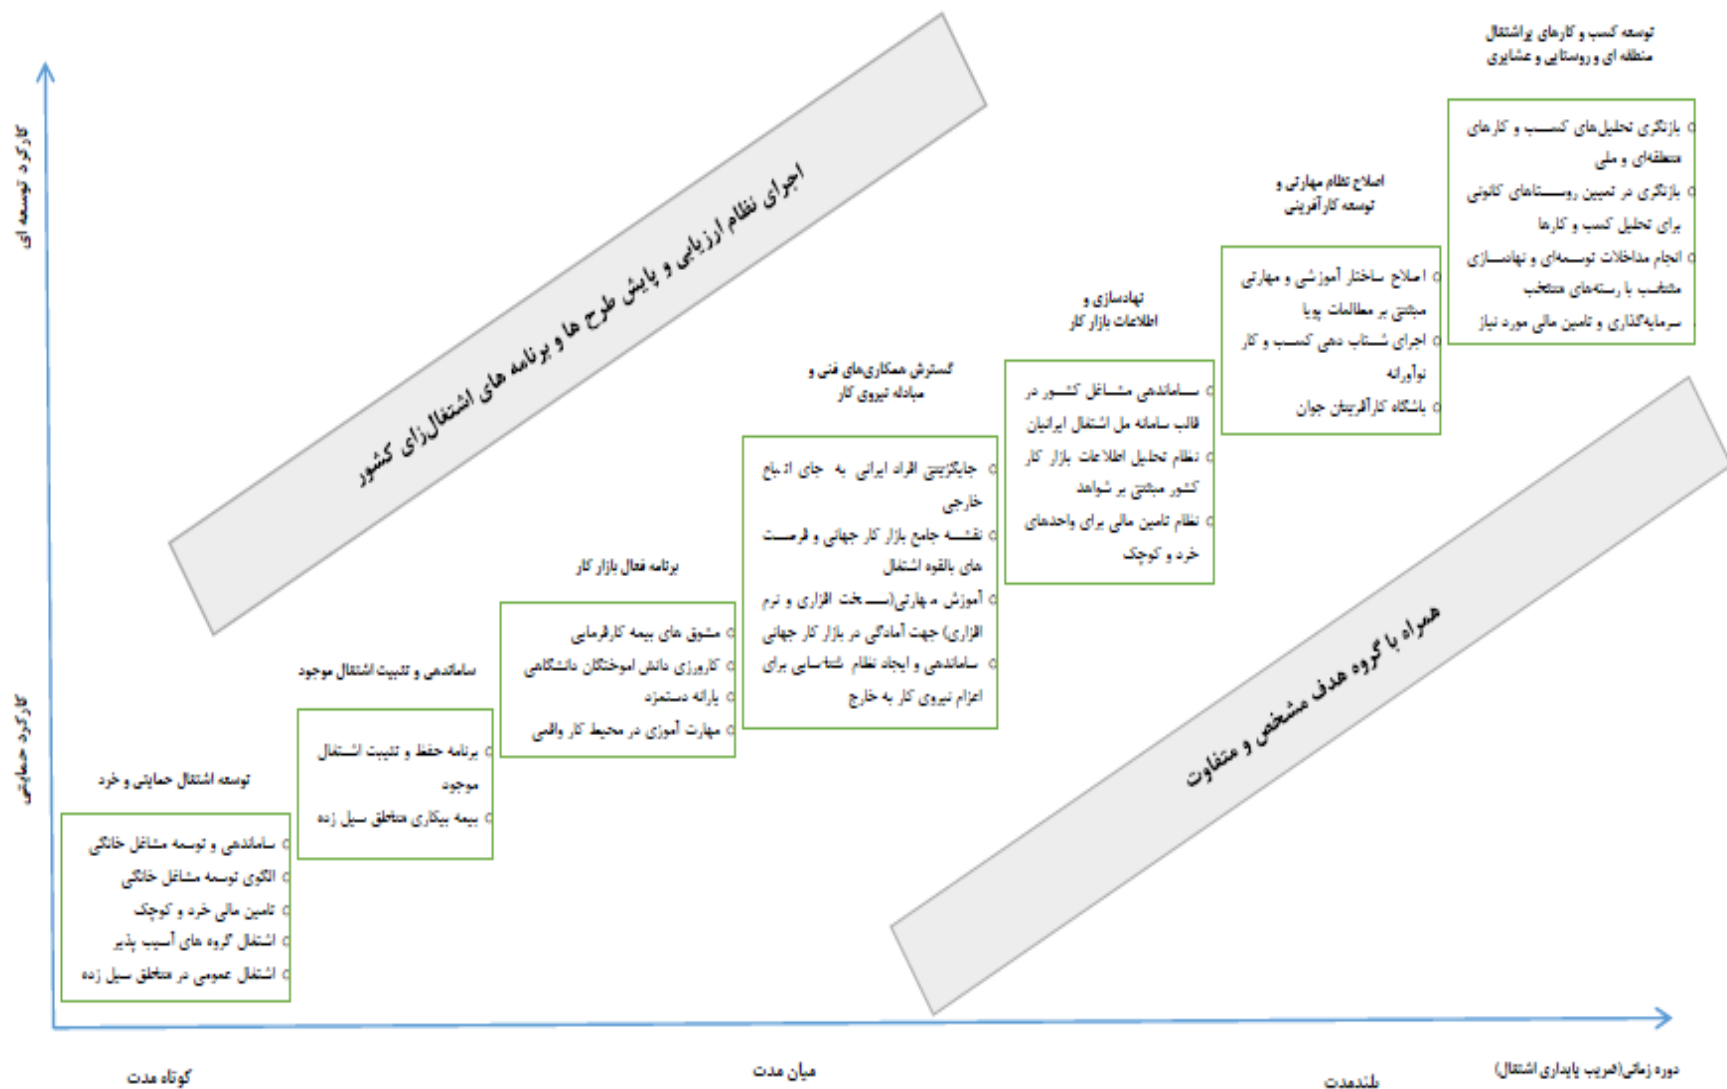 توسعه کسب و کارهای پراشتغال
منطقه ای و روستایی و عشایری
بازنگری تحلیل‌های کسب و کارهای
منطقه‌ای و ملی
بازنگری در تعیین روستاهای کانونی
برای تحلیل کسب و کارها
انجام مداخلات توسعه‌ای و نهادسازی
متناسب با رسته‌های منتخب
سرمایه‌گذاری و تامین مالی مورد نیاز
اصلاح نظام مهارتی و
توسعه کارآفرینی
اصلاح ساختار آموزشی و مهارتی
مبتنی بر مطالعات پویا
اجرای شتاب دهی کسب و کار
نوآورانه
باشگاه کارآفرینان جوان
نهادسازی و
اطلاعات بازار کار
ساماندهی مشاغل کشور در
قالب سامانه مل اشتغال ایرانیان
نظام تحلیل اطلاعات بازار کار
کشور مبتنی بر شواهد
نظام تامین مالی برای واحدهای
خرد و کوچک
گسترش همکاری‌های فنی و
مبادله نیروی کار
جایگزینی افراد ایرانی به جای اتباع
خارجی
نقشه جامع بازار کار جهانی و فرصت
های بالقوه اشتغال
آموزش مهارتی(سخت افزاری و نرم
افزاری) جهت آمادگی در بازار کار جهانی
ساماندهی و ایجاد نظام شناسایی برای
اعزام نیروی کار به خارج
برنامه فعال بازار کار
مشوق های بیمه کارفرمایی
کارورزی دانش اموختگان دانشگاهی
یارانه دستمزد
مهارت آموزی در محیط کار واقعی
ساماندهی و تثبیت اشتغال موجود
برنامه حفظ و تثبیت اشتغال
موجود
بیمه بیکاری مناطق سیل زده
توسعه اشتغال حمایتی و خرد
ساماندهی و توسعه مشاغل خانگی
الگوی توسعه مشاغل خانگی
تامین مالی خرد و کوچک
اشتغال گروه های آسیب پذیر
اشتغال عمومی در مناطق سیل زده
اجرای نظام ارزیابی و پایش طرح ها و برنامه های اشتغال‌زای کشور
همراه با گروه هدف مشخص و متفاوت
کارکرد توسعه ای
کارکرد حمایتی
کوتاه مدت
میان مدت
بلندمدت
دوره زمانی(ضریب پایداری اشتغال)